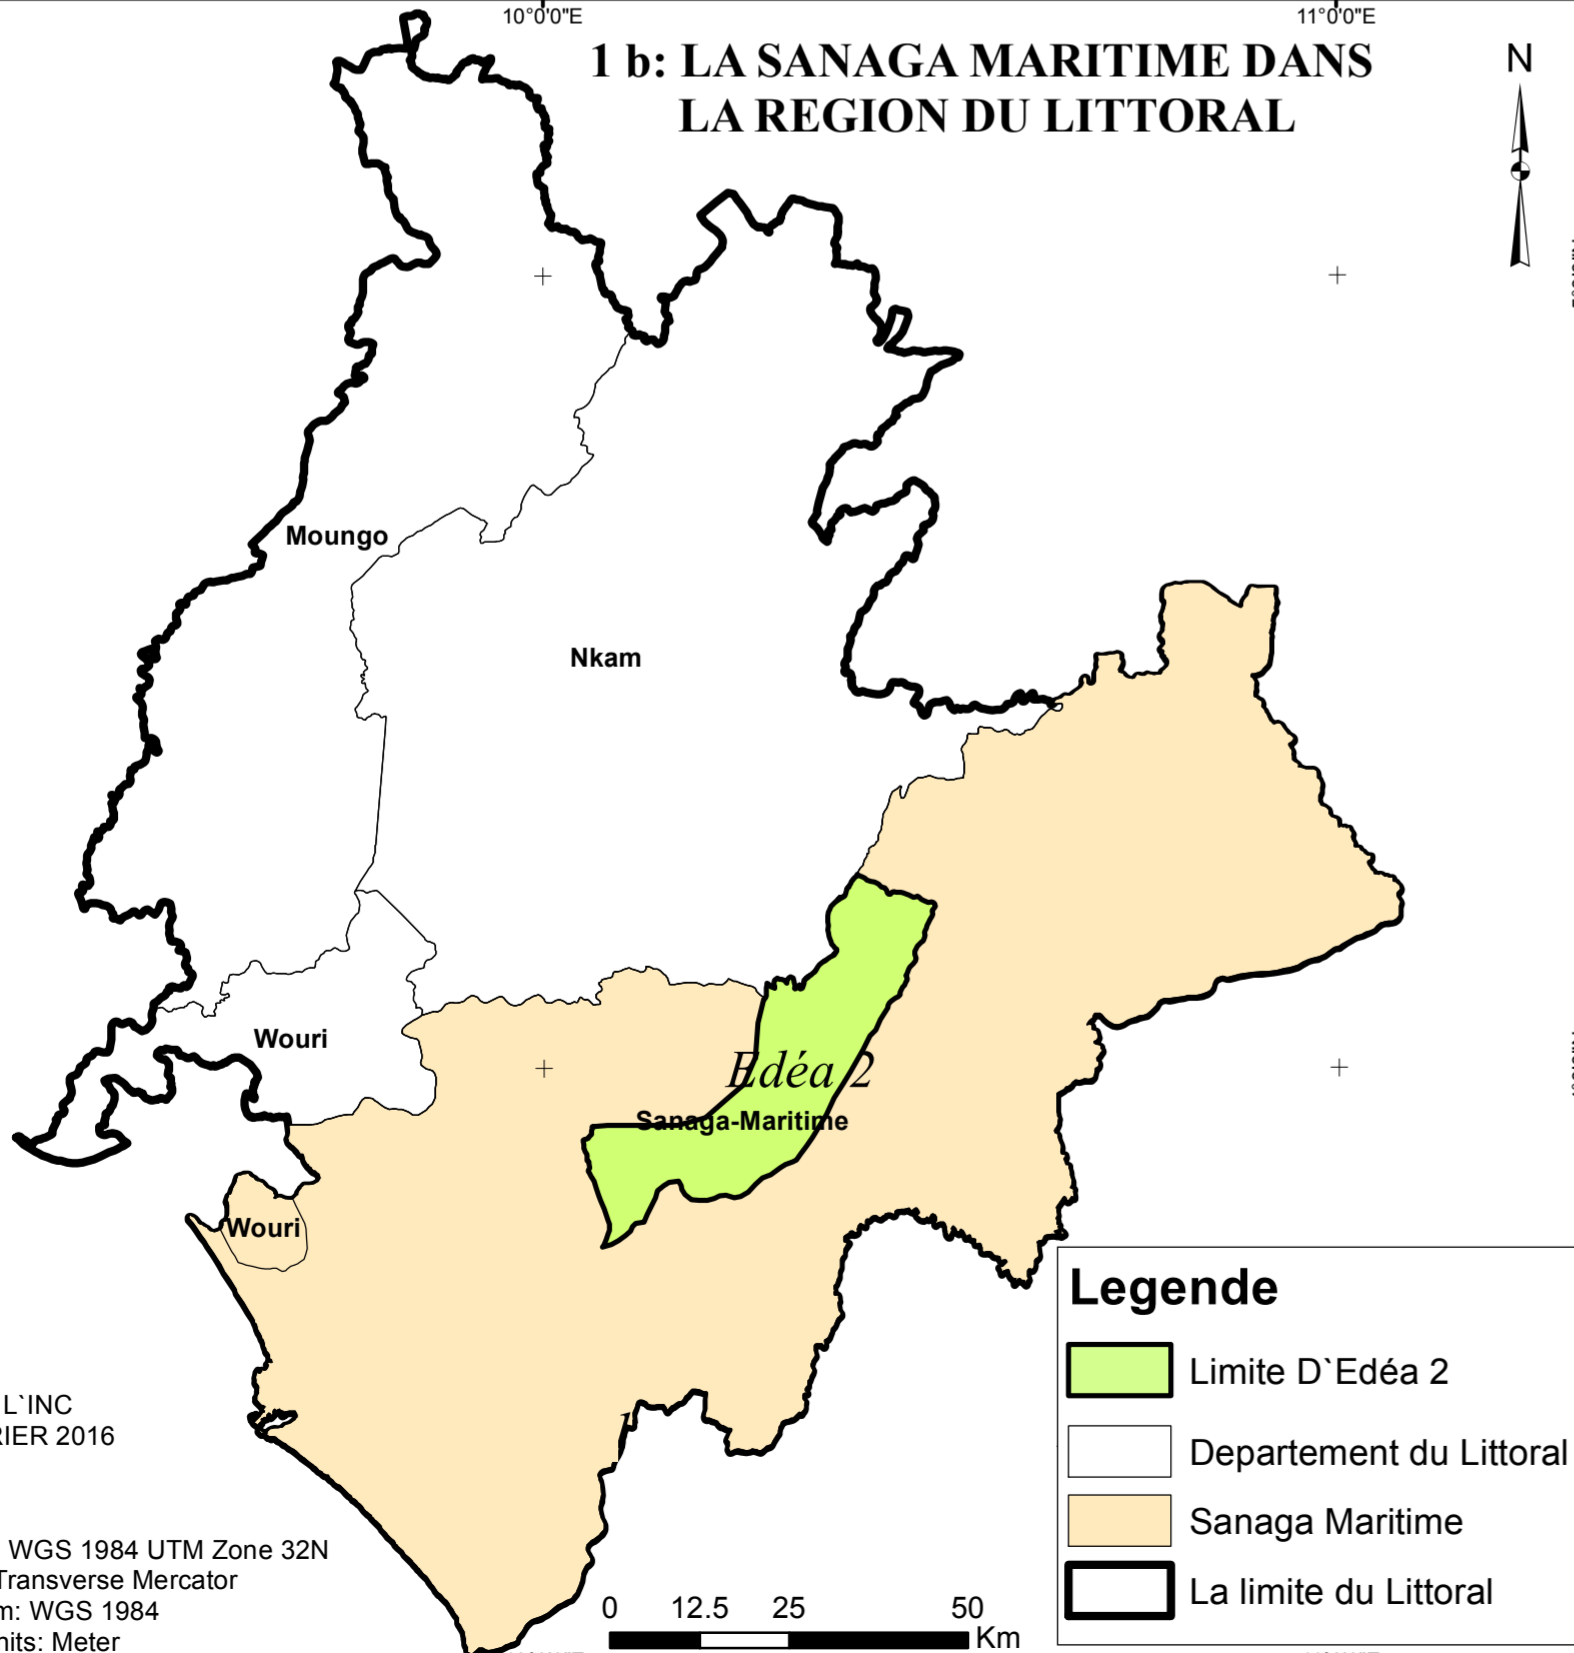 10°0'0"E
11°0'0"E
1 b: LA SANAGA MARITIME DANS
LA REGION DU LITTORAL
N
Moungo
Nkam
Wouri
Edéa 2
Sanaga-Maritime
Wouri
Legende
Limite D`Edéa 2
Departement du Littoral
Sanaga Maritime
La limite du Littoral
L`INC
RIER 2016
WGS 1984 UTM Zone 32N
Transverse Mercator
m: WGS 1984
nits: Meter
0 12.5 25 50
Km